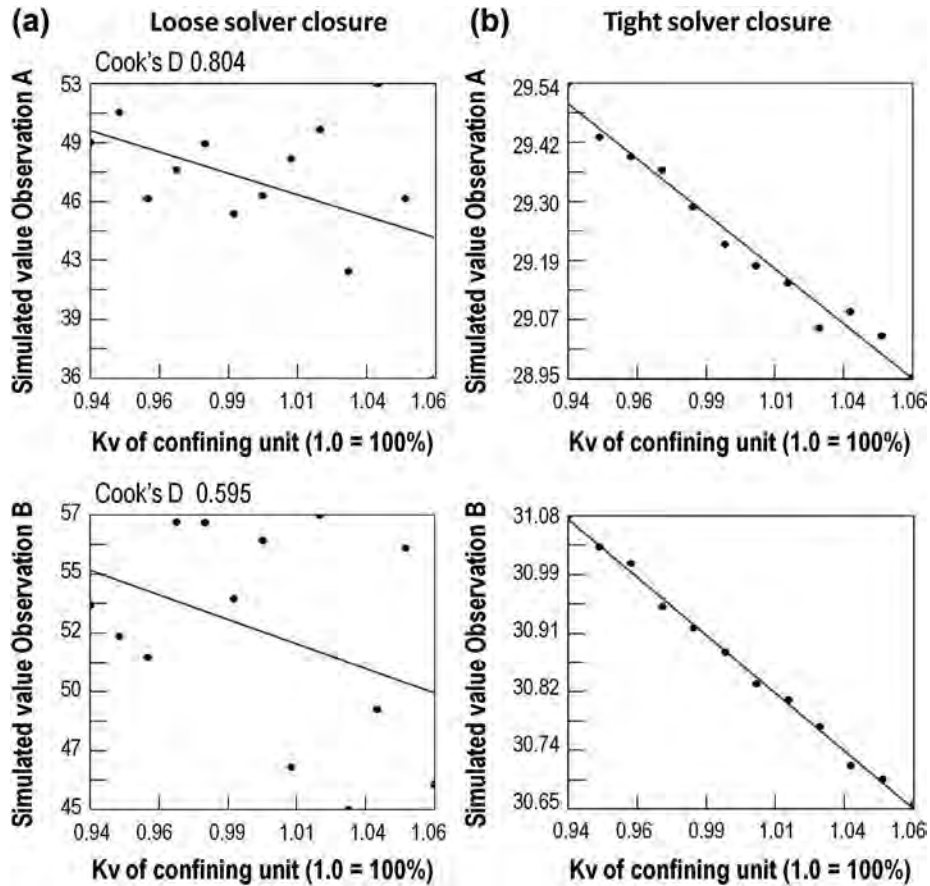 (a) Loose solver closure
Cook's D 0.804
Simulated value Observation A
53
49
46
43
39
36
0.94 0.96 0.99 1.01 1.04 1.06
Kv of confining unit (1.0 = 100%)
(b) Tight solver closure
Simulated value Observation A
29.54
29.42
29.30
29.19
29.07
28.95
0.94 0.96 0.99 1.01 1.04 1.06
Kv of confining unit (1.0 = 100%)
Cook's D 0.595
Simulated value Observation B
57
55
52
50
47
45
0.94 0.96 0.99 1.01 1.04 1.06
Kv of confining unit (1.0 = 100%)
Simulated value Observation B
31.08
30.99
30.91
30.82
30.74
30.65
0.94 0.96 0.99 1.01 1.04 1.06
Kv of confining unit (1.0 = 100%)